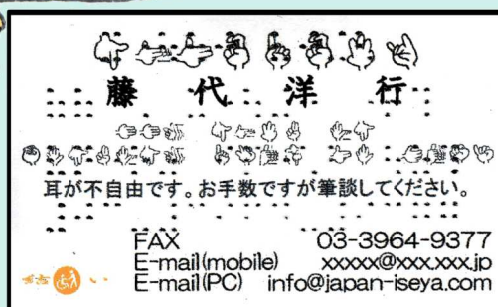 藤代洋行
耳が不自由です。お手数ですが筆談してください。
FAX 03-3964-9377
E-mail(mobile) xxxxx@xxx.xxx.jp
E-mail(PC) info@japan-iseya.com